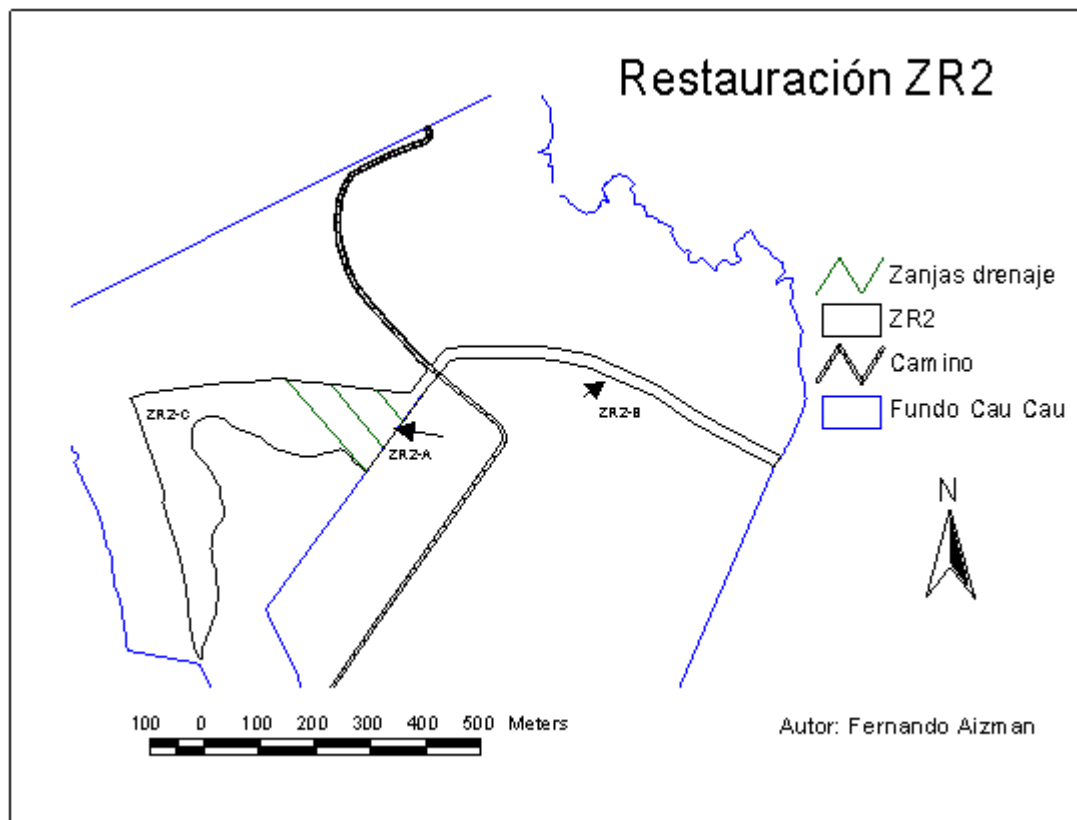 Restauración ZR2
Zanjas drenaje
ZR2
Camino
Fundo Cau Cau
ZR2-C
ZR2-B
ZR2-A
N
100 0 100 200 300 400 500 Meters
Autor: Fernando Aizman